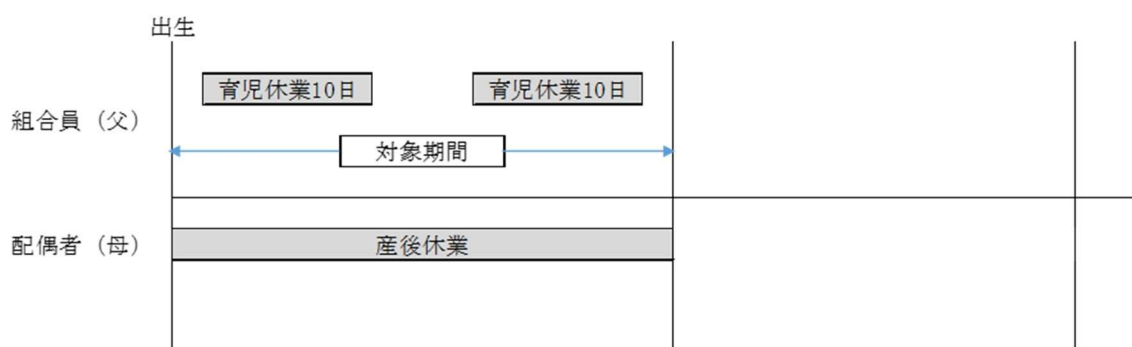 出生
育児休業10日 育児休業10日
組合員（父）
対象期間
配偶者（母） 産後休業